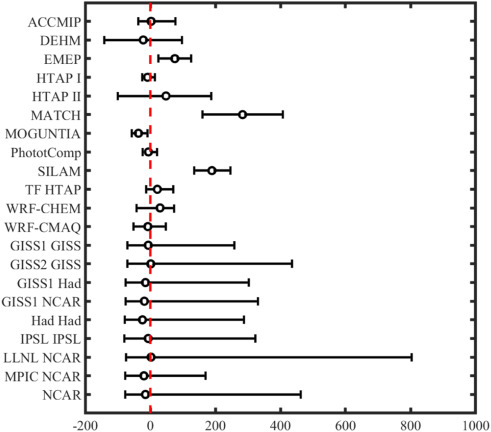 ACCMIP
DEHM
EMEP
HTAP I
HTAP II
MATCH
MOGUNTIA
PhototComp
SILAM
TF HTAP
WRF-CHEM
WRF-CMAQ
GISS1 GISS
GISS2 GISS
GISS1 Had
GISS1 NCAR
Had Had
IPSL IPSL
LLNL NCAR
MPIC NCAR
NCAR
-200 0 200 400 600 800 1000